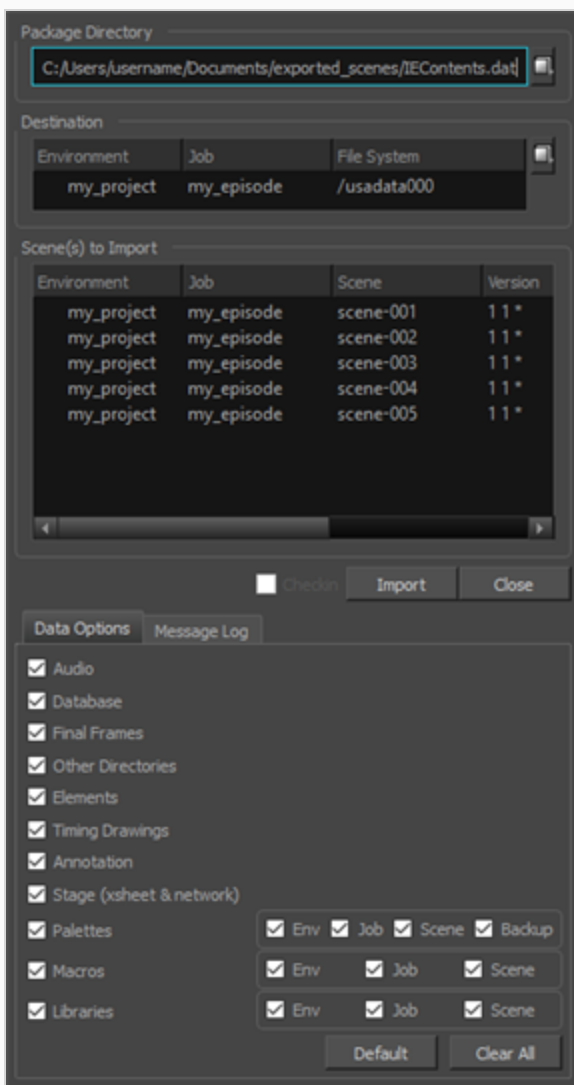 Package Directory
C:/Users/username/Documents/exported_scenes/IEContents.dat
Destination
Environment Job File System
my_project my_episode /usadata000
Scene(s) to Import
Environment Job Scene Version
my_project my_episode scene-001 1 1 *
my_project my_episode scene-002 1 1 *
my_project my_episode scene-003 1 1 *
my_project my_episode scene-004 1 1 *
my_project my_episode scene-005 1 1 *
Checkin Import Close
Data Options Message Log
Audio
Database
Final Frames
Other Directories
Elements
Timing Drawings
Annotation
Stage (xsheet & network)
Palettes Env Job Scene Backup
Macros Env Job Scene
Libraries Env Job Scene
Default Clear All